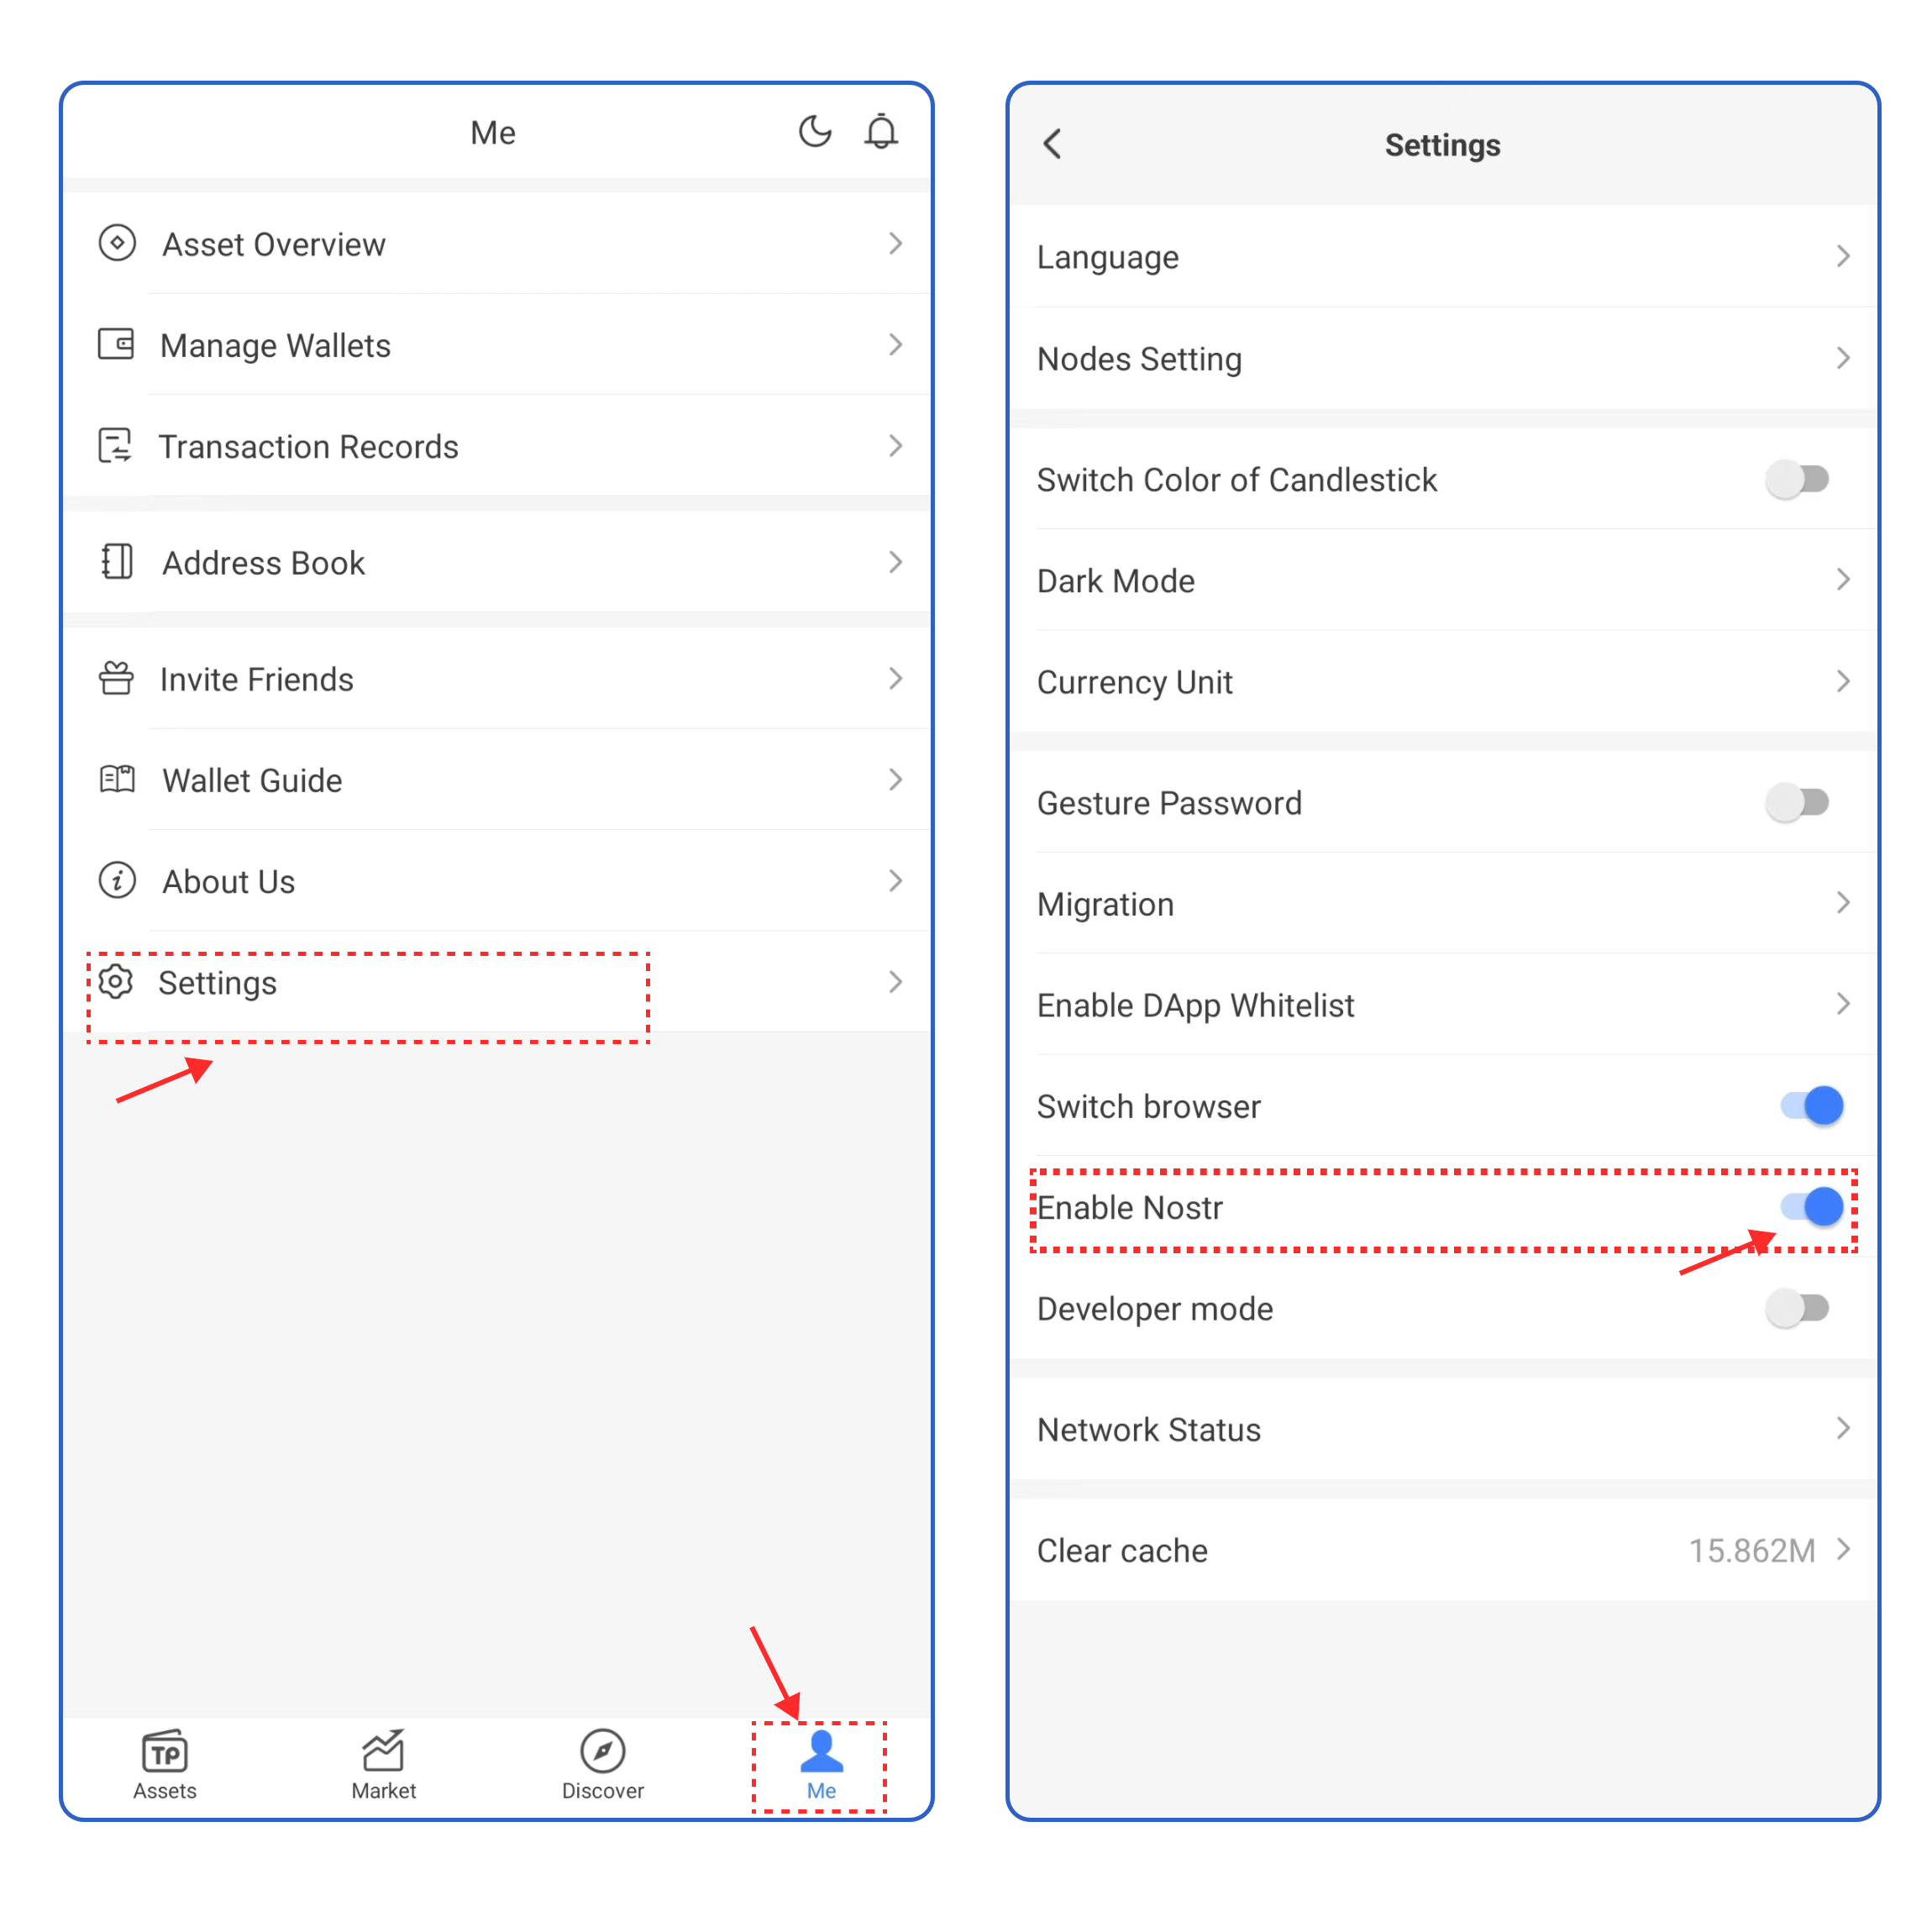 Me
Asset Overview
Manage Wallets
Transaction Records
Address Book
Invite Friends
Wallet Guide
About Us
Settings
TP
Assets
Market
Discover
Me
Settings
Language
Nodes Setting
Switch Color of Candlestick
Dark Mode
Currency Unit
Gesture Password
Migration
Enable DApp Whitelist
Switch browser
Enable Nostr
Developer mode
Network Status
Clear cache 15.862M